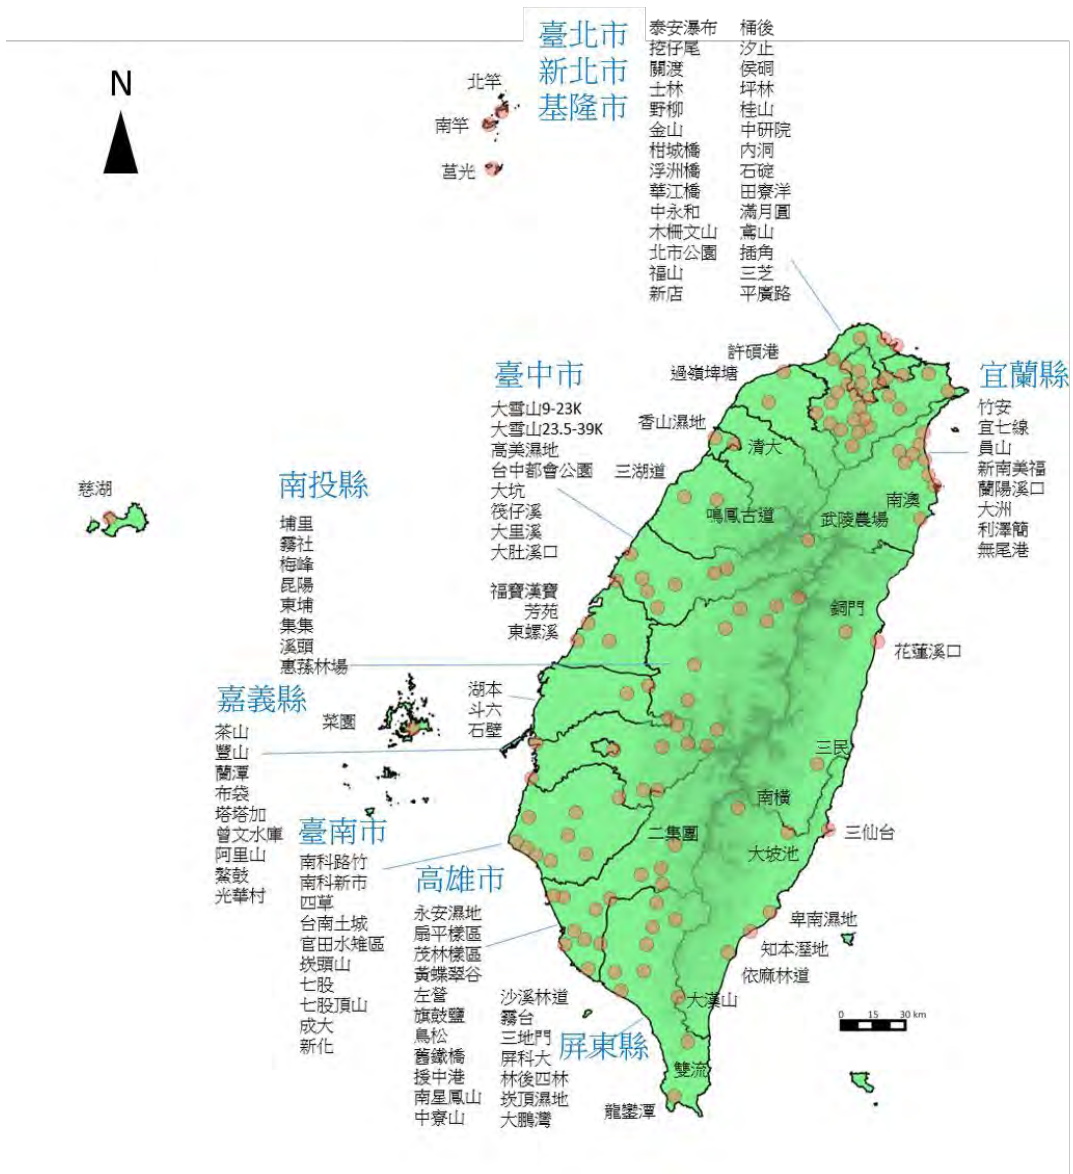 N
北竿
南竿
莒光
臺北市
新北市
基隆市
泰安瀑布
挖仔尾
關渡
士林
野柳
金山
柑城橋
浮洲橋
華江橋
中永和
木柵文山
北市公園
福山
新店
桶後
汐止
侯硐
坪林
桂山
中研院
內洞
石碇
田寮洋
滿月圓
鳶山
插角
三芝
平廣路
許碩港
過嶺埤塘
香山濕地
清大
三湖道
鳴鳳古道
武陵農場
南澳
宜蘭縣
竹安
宜七線
員山
新南美福
蘭陽溪口
大洲
利澤簡
無尾港
臺中市
大雪山9-23K
大雪山23.5-39K
高美濕地
台中都會公園
大坑
筏仔溪
大里溪
大肚溪口
福寶漢寶
芳苑
東螺溪
慈湖
南投縣
埔里
霧社
梅峰
昆陽
東埔
集集
溪頭
惠蓀林場
銅門
花蓮溪口
湖本
斗六
石壁
菜園
嘉義縣
茶山
豐山
蘭潭
布袋
塔塔加
曾文水庫
阿里山
鰲鼓
光華村
三民
南橫
二集團
大坡池
三仙台
臺南市
南科路竹
南科新市
四草
台南土城
官田水雉區
崁頭山
七股
七股頂山
成大
新化
高雄市
永安濕地
扇平樣區
茂林樣區
黃蝶翠谷
左營
旗鼓鹽
鳥松
舊鐵橋
援中港
南星鳳山
中寮山
卑南濕地
知本溼地
依麻林道
大漢山
沙溪林道
霧台
三地門
屏科大
林後四林
崁頂濕地
大鵬灣
屏東縣
雙流
龍鑾潭
0 15 30 km